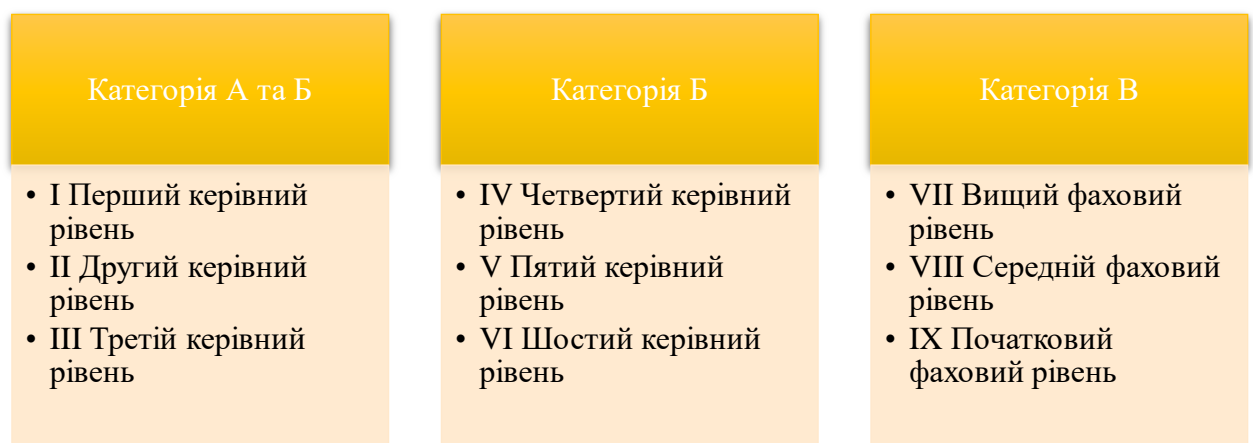 Категорія А та Б
• I Перший керівний
рівень
• II Другий керівний
рівень
• III Третій керівний
рівень
Категорія Б
• IV Четвертий керівний
рівень
• V Пятий керівний
рівень
• VI Шостий керівний
рівень
Категорія В
• VII Вищий фаховий
рівень
• VIII Середній фаховий
рівень
• IX Початковий
фаховий рівень